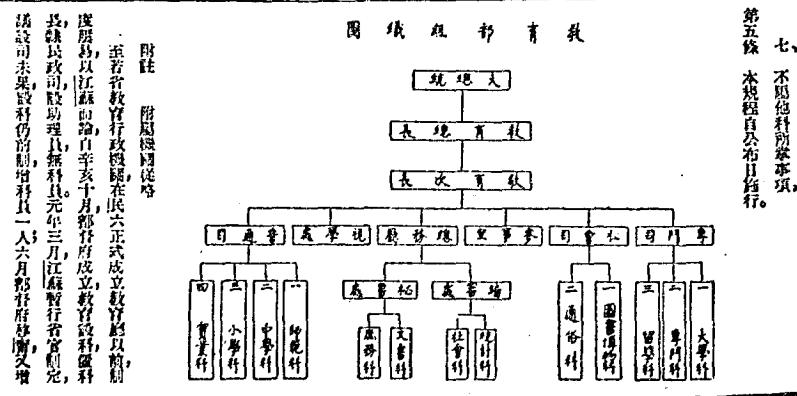 七、不屬他科所掌事項，
第五條　本規程自公布日施行。
教育部組織圖
大總統
教育總長
教育次長
專門司
社會司
參事室
總務廳
視學處
普通司
編審處
祕書處
一 大學科
二 專門科
三 留學科
一 圖書博物科
二 通俗科
統計科
社會科
文書科
庶務科
一 師範科
二 中學科
三 小學科
四 實業科
附註　附屬機關從略
至若省教育行政機關，在民六正式成立教育廳以前，制
度屢易，以江蘇而論，自辛亥十月，都督府成立，教育設科，僅科
長，隸民政司，設助理員，無科員。元年三月，江蘇暫行省官制定，
議設司未果，設科仍前制，增科員一人，六月都督府移甯，又增